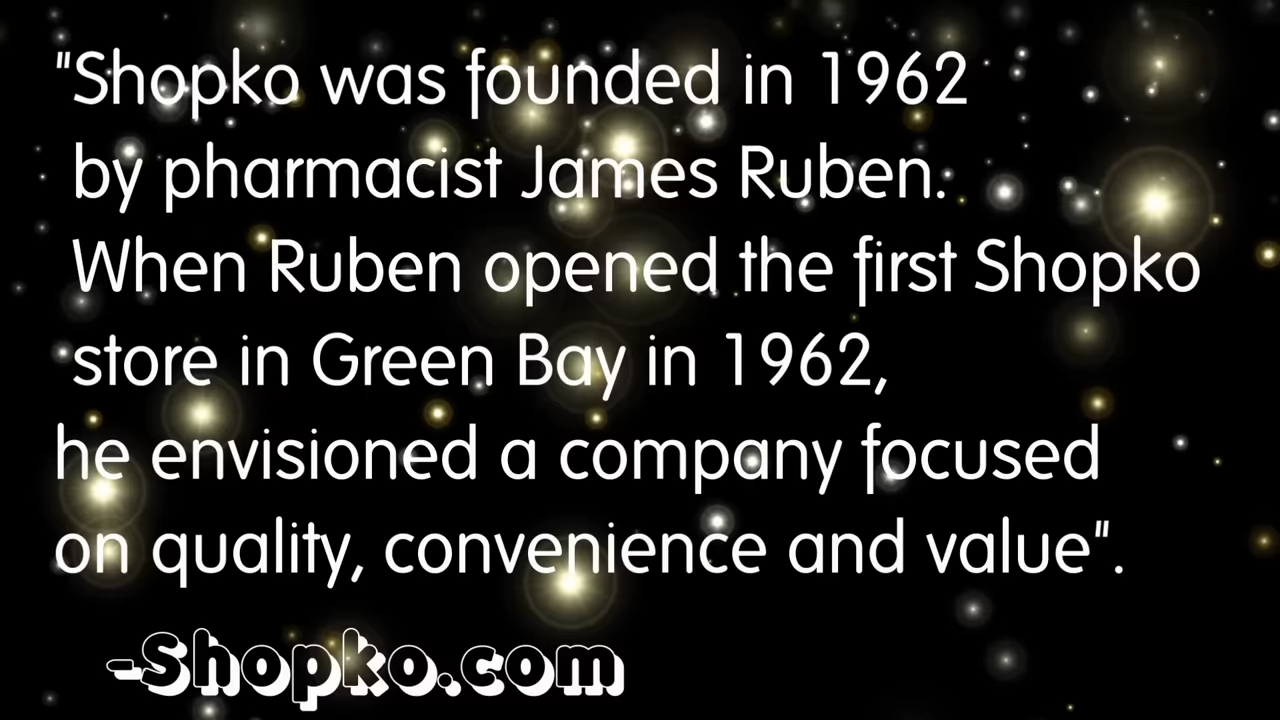 "Shopko was founded in 1962
by pharmacist James Ruben.
When Ruben opened the first Shopko
store in Green Bay in 1962,
he envisioned a company focused
on quality, convenience and value".
-Shopko.com